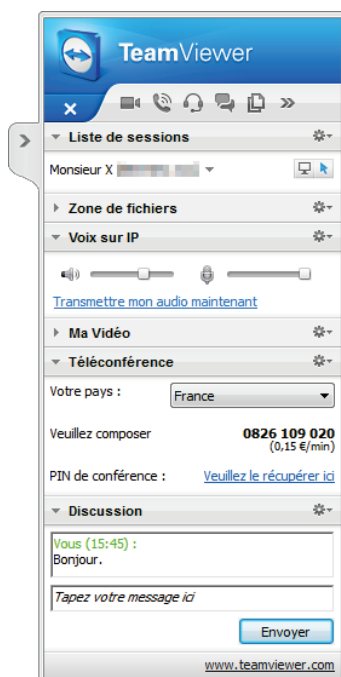 TeamViewer
Liste de sessions
Monsieur X
Zone de fichiers
Voix sur IP
Transmettre mon audio maintenant
Ma Vidéo
Téléconférence
Votre pays : France
Veuillez composer 0826 109 020
(0,15 €/min)
PIN de conférence : Veuillez le récupérer ici
Discussion
Vous (15:45) :
Bonjour.
Tapez votre message ici
Envoyer
www.teamviewer.com